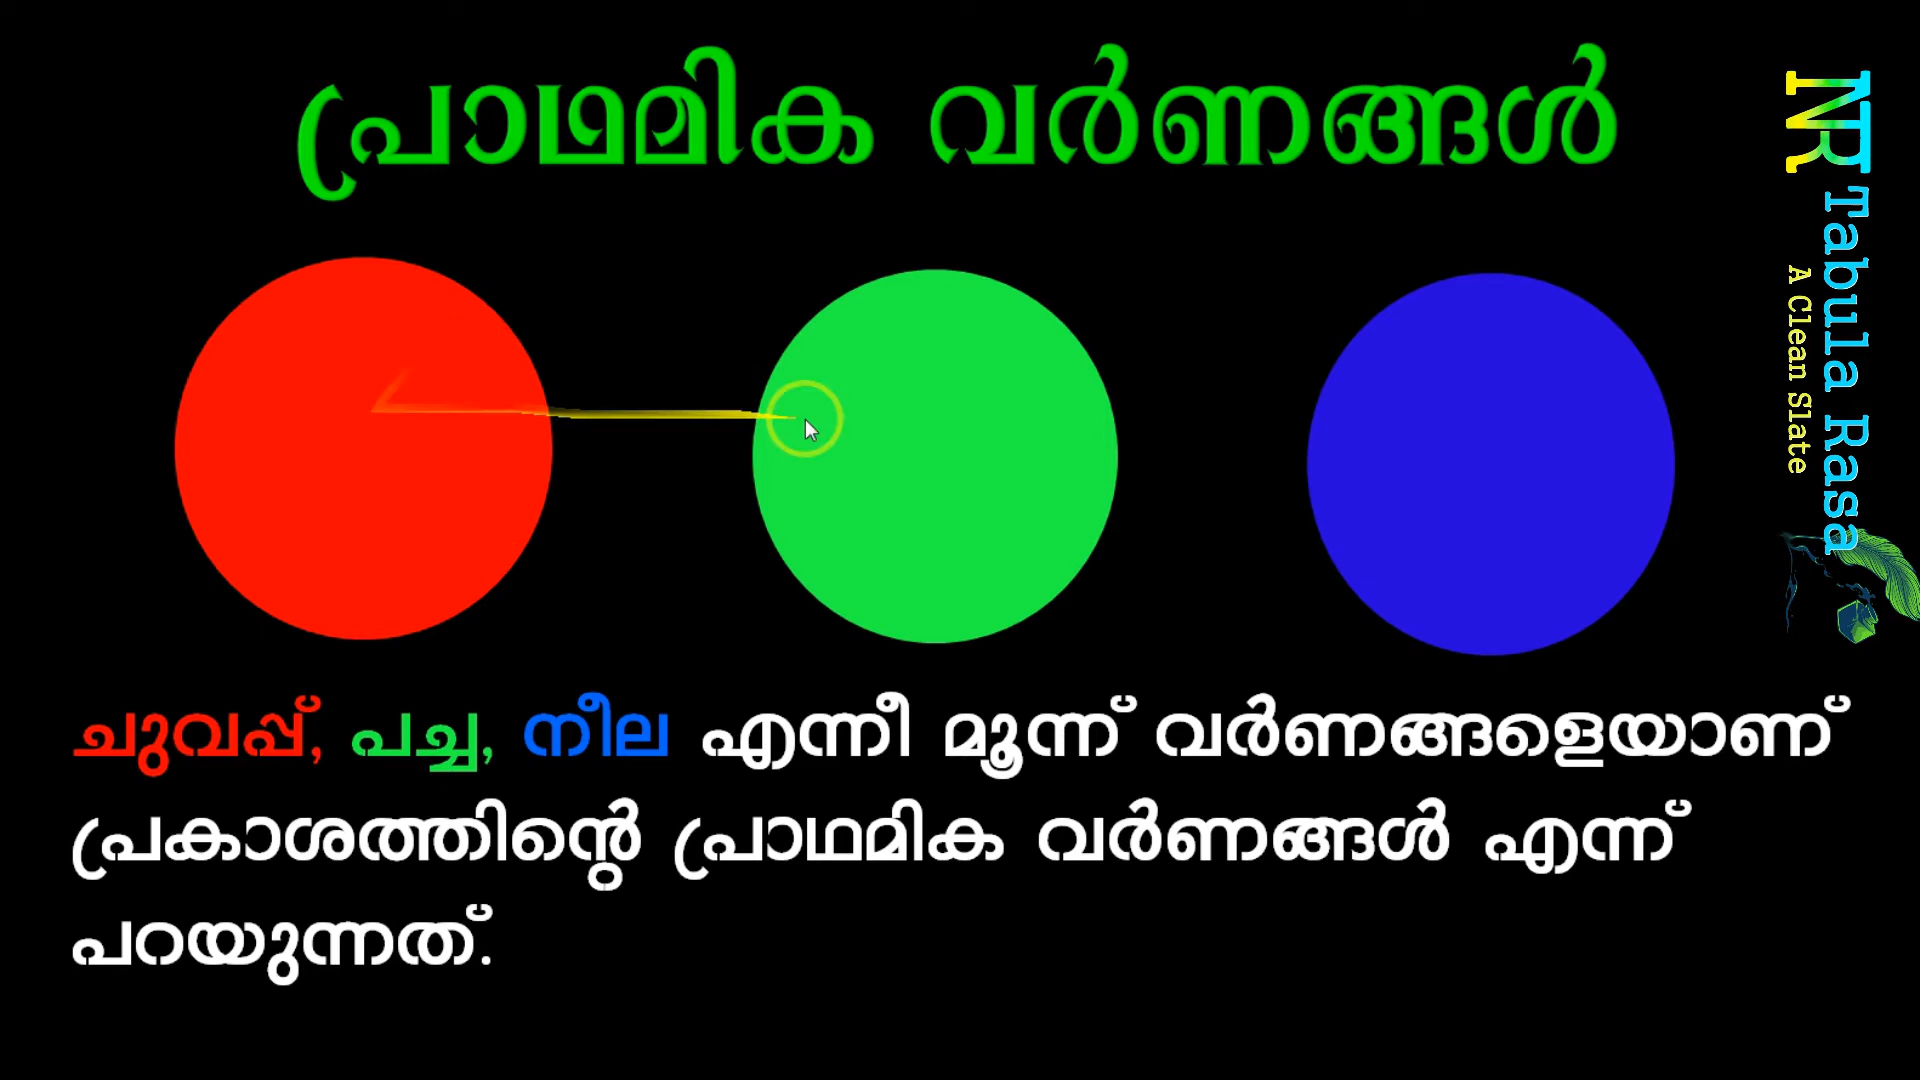 പ്രാഥമിക വർണങ്ങൾ
ചുവപ്പ്, പച്ച, നീല എന്നീ മൂന്ന് വർണങ്ങളെയാണ്
പ്രകാശത്തിന്റെ പ്രാഥമിക വർണങ്ങൾ എന്ന്
പറയുന്നത്.
NR Tabula Rasa
A Clean Slate